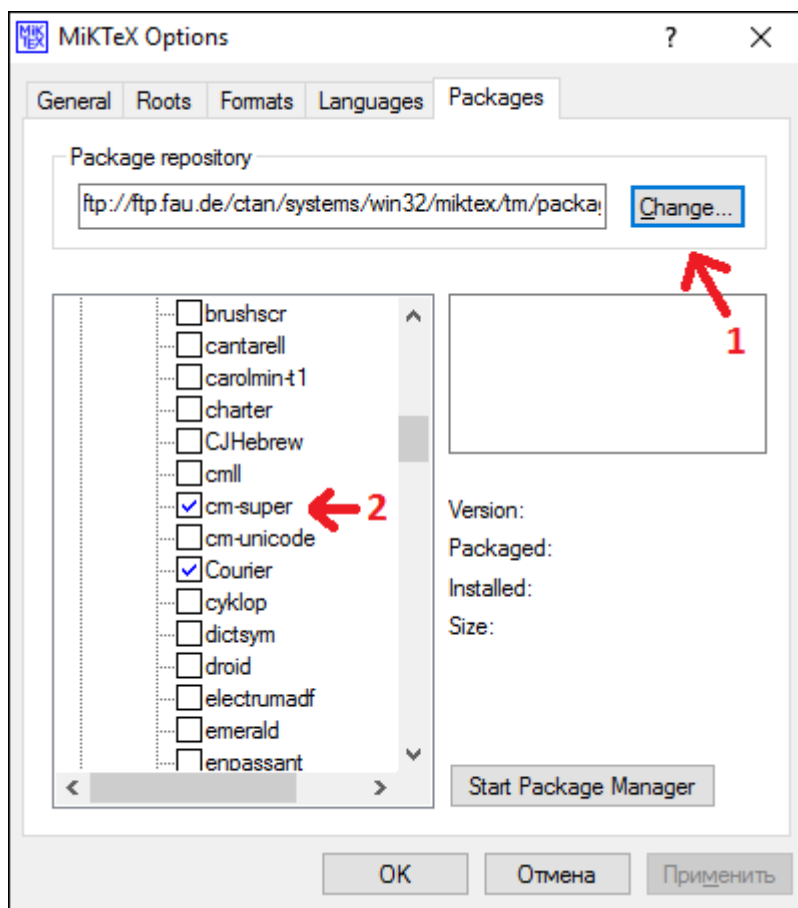 MiKTeX Options
General Roots Formats Languages Packages
Package repository
ftp://ftp.fau.de/ctan/systems/win32/miktex/tm/packag
Change...
1
brushscr
cantarell
carolmin-t1
charter
CJHebrew
cmll
cm-super
2
cm-unicode
Courier
cyklop
dictsym
droid
electrumadf
emerald
enpassant
Version:
Packaged:
Installed:
Size:
Start Package Manager
OK Отмена Применить